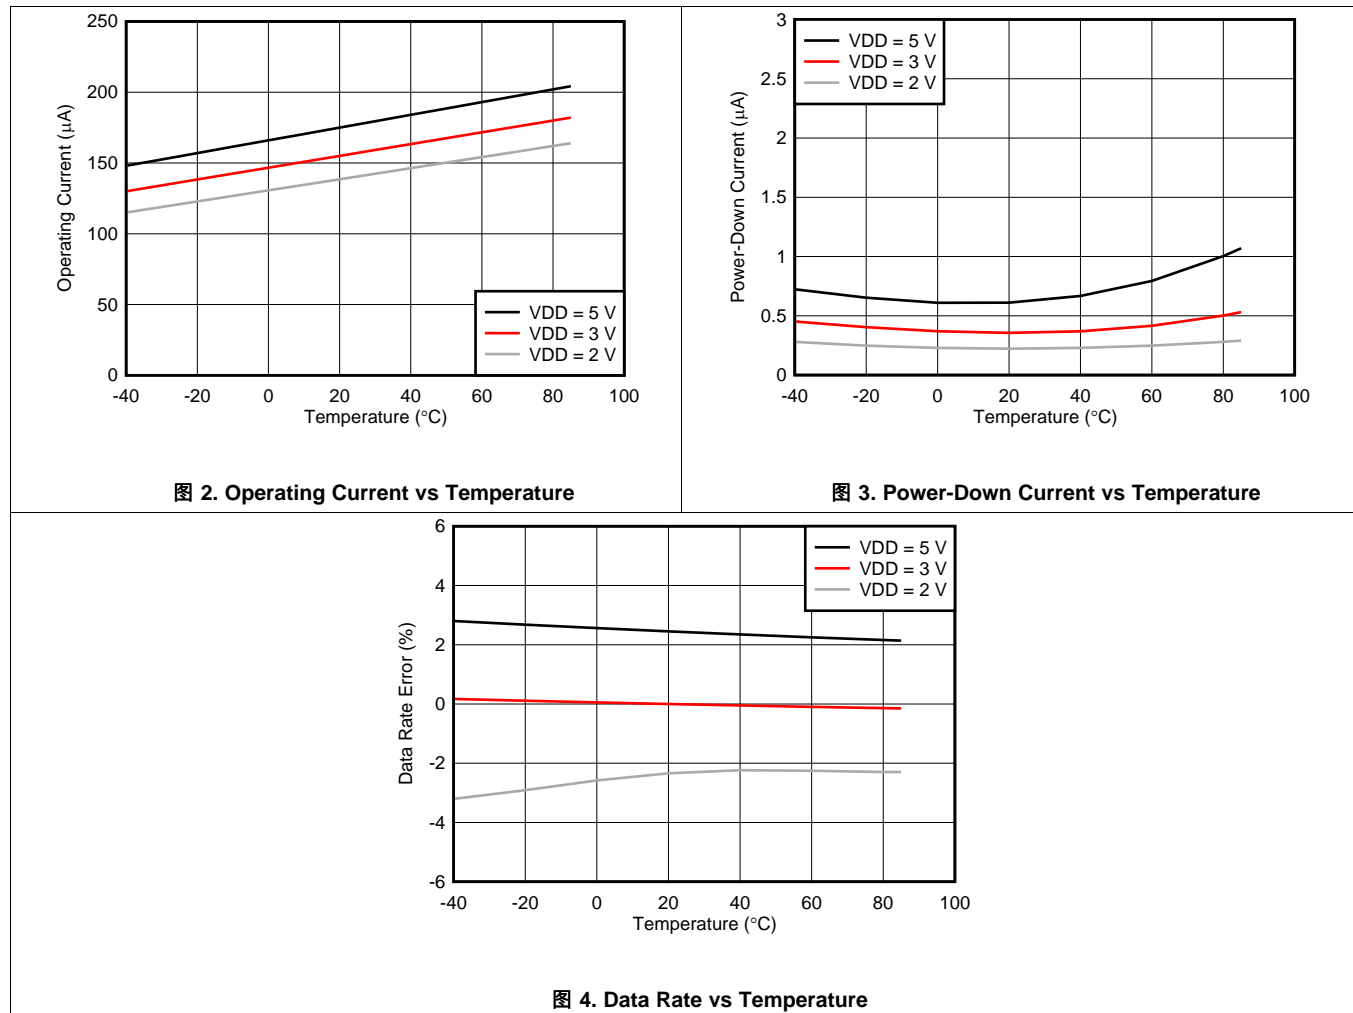 250
200
150
100
50
0
Operating Current (µA)
VDD = 5 V
VDD = 3 V
VDD = 2 V
-40 -20 0 20 40 60 80 100
Temperature (°C)
图 2. Operating Current vs Temperature
3
2.5
2
1.5
1
0.5
0
Power-Down Current (µA)
VDD = 5 V
VDD = 3 V
VDD = 2 V
-40 -20 0 20 40 60 80 100
Temperature (°C)
图 3. Power-Down Current vs Temperature
6
4
2
0
-2
-4
-6
Data Rate Error (%)
VDD = 5 V
VDD = 3 V
VDD = 2 V
-40 -20 0 20 40 60 80 100
Temperature (°C)
图 4. Data Rate vs Temperature